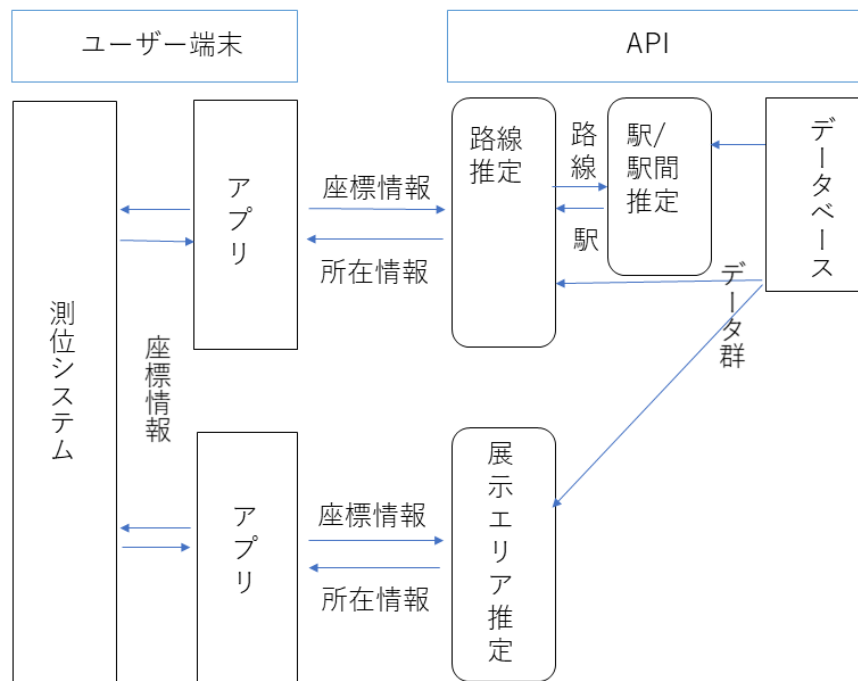 ユーザー端末
API
測位システム
アプリ
座標情報
座標情報
所在情報
路線
推定
路線
駅
駅/
駅間
推定
データベース
データ群
アプリ
座標情報
所在情報
展示エリア推定